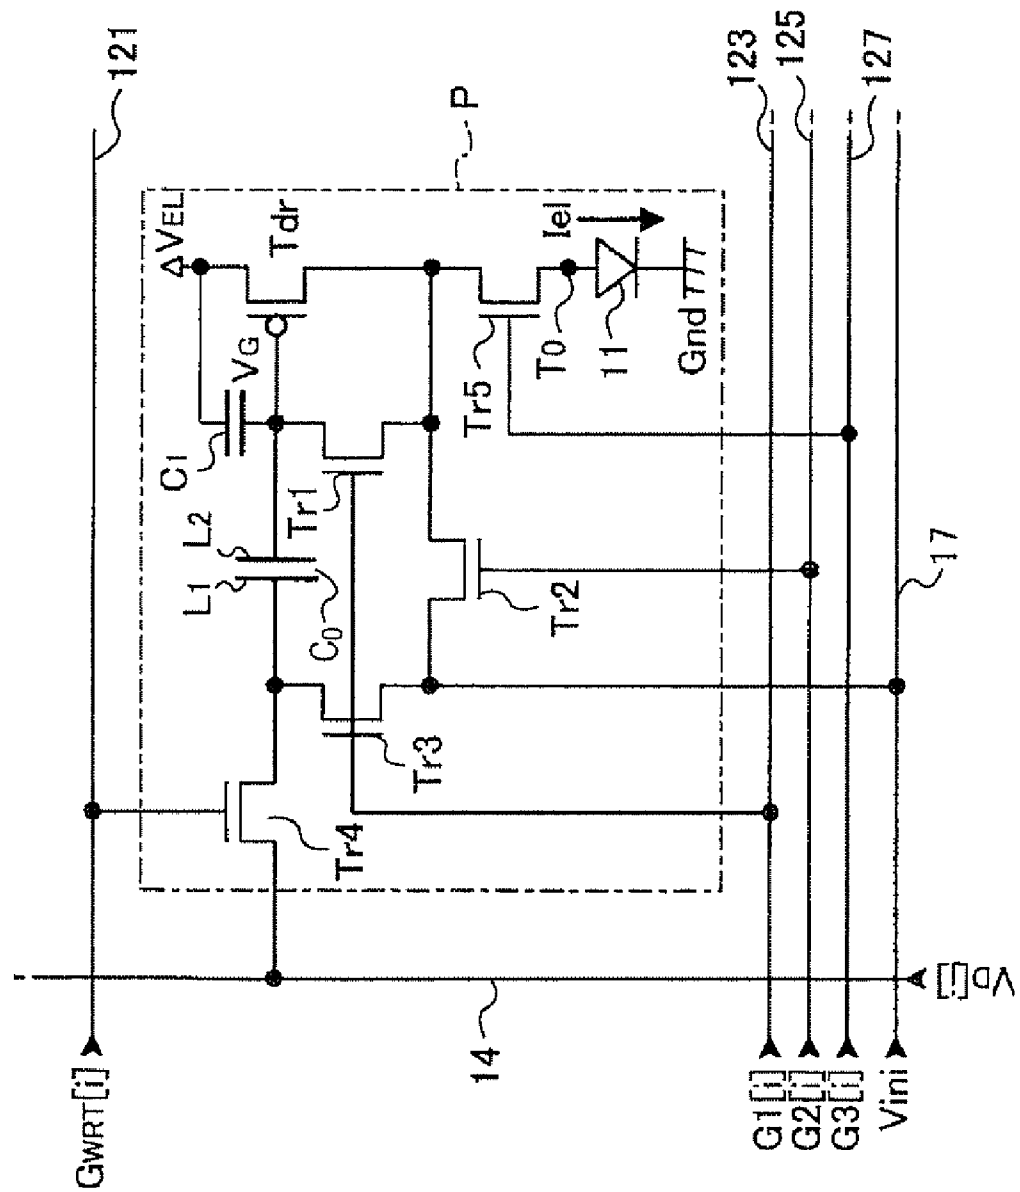 121
P
VEL
Tdr
VG
C1
L1
L2
C0
Tr1
Tr2
Tr3
Tr4
Tr5
T0
11
Iel
Gnd
123
125
127
17
14
GWRT[i]
G1[i]
G2[i]
G3[i]
Vini
VD[j]